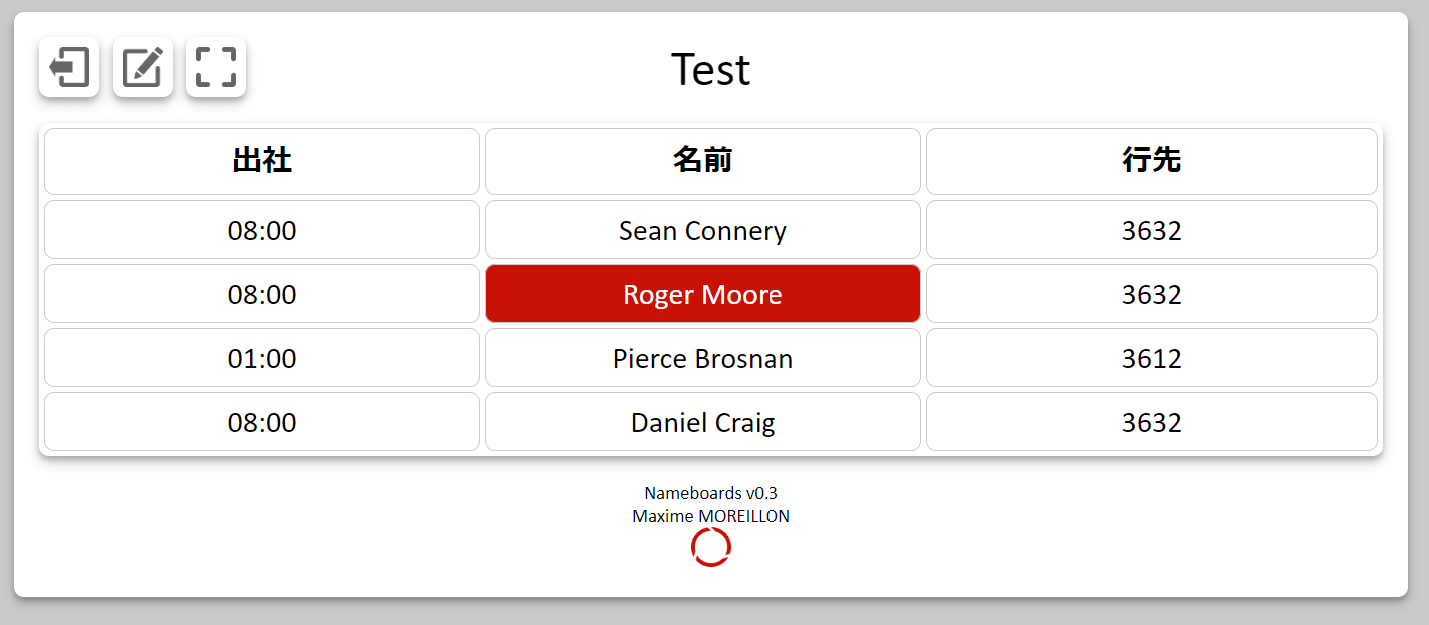 Test
出社 名前 行先
08:00 Sean Connery 3632
08:00 Roger Moore 3632
01:00 Pierce Brosnan 3612
08:00 Daniel Craig 3632
Nameboards v0.3
Maxime MOREILLON